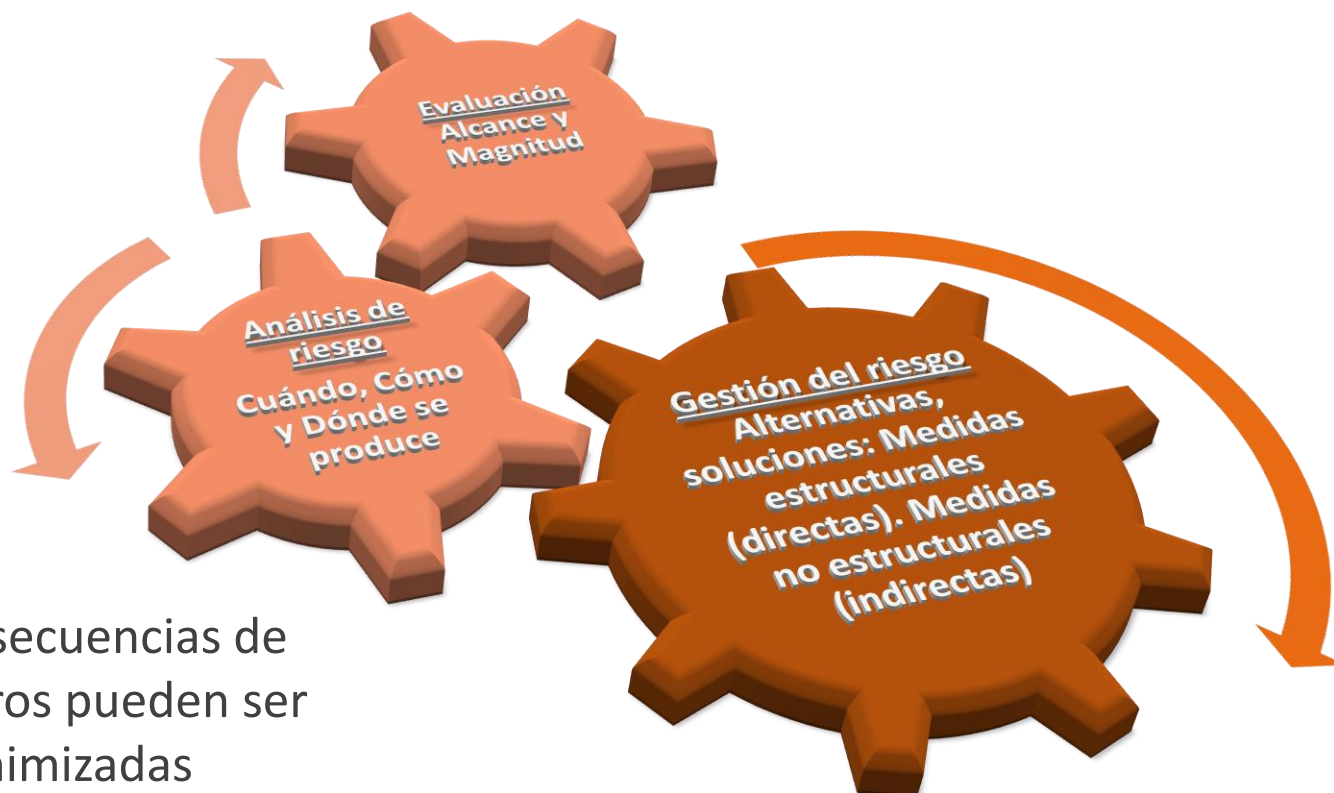 Evaluación
Alcance y
Magnitud
Análisis de
riesgo
Cuándo, Cómo
y Dónde se
produce
Gestión del riesgo
Alternativas,
soluciones: Medidas
estructurales
(directas). Medidas
no estructurales
(indirectas)
secuencias de
ros pueden ser
imizadas